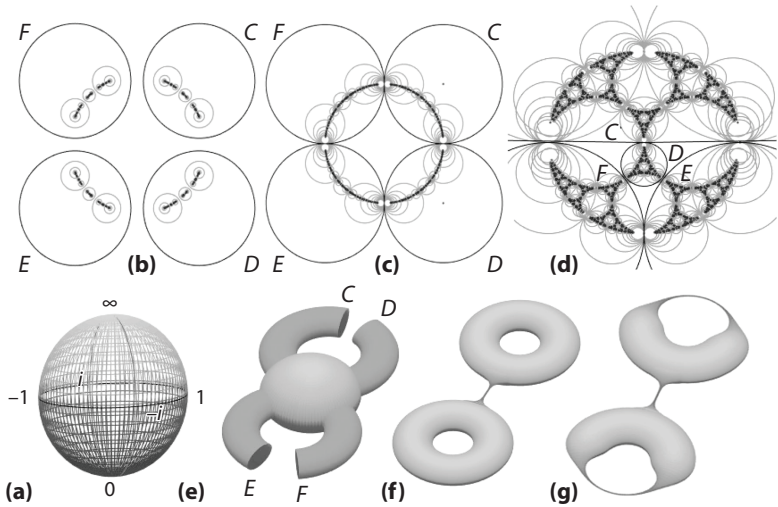 F C F C
C D
F E
E (b) D E (c) D (d)
∞ C D
i
−1 −i 1
(a) 0 (e) E F (f) (g)